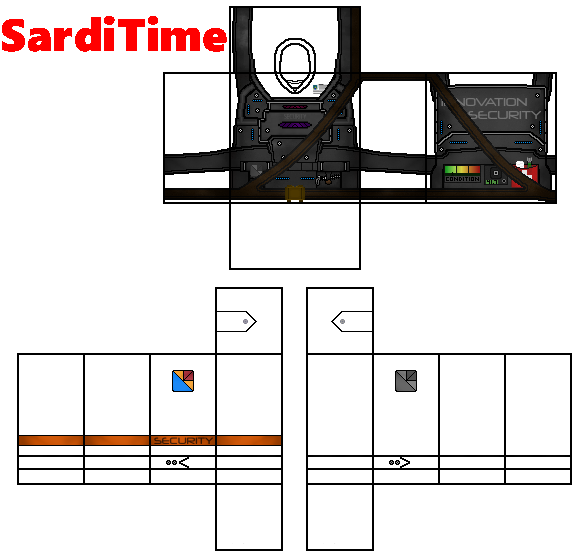 SardiTime
INNOVATION
SECURITY
CONDITION
SECURITY